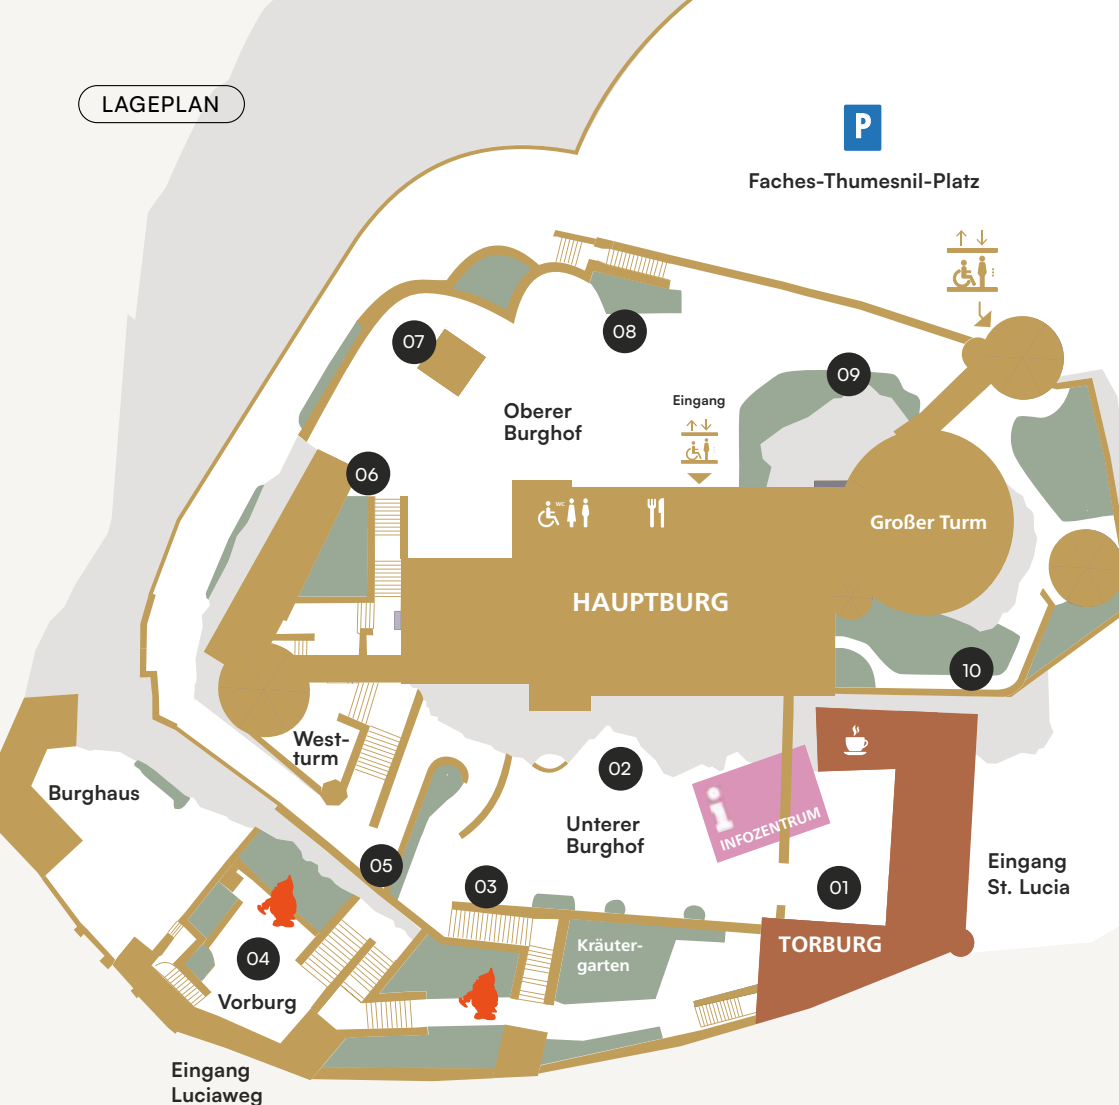 LAGEPLAN
P
Faches-Thumesnil-Platz
08
07
09
Eingang
Oberer
Burghof
06
WC
Großer Turm
HAUPTBURG
10
West-
turm
02
Burghaus
i
INFOZENTRUM
Unterer
Burghof
05
03
01
Eingang
St. Lucia
TORBURG
Kräuter-
garten
04
Vorburg
Eingang
Luciaweg